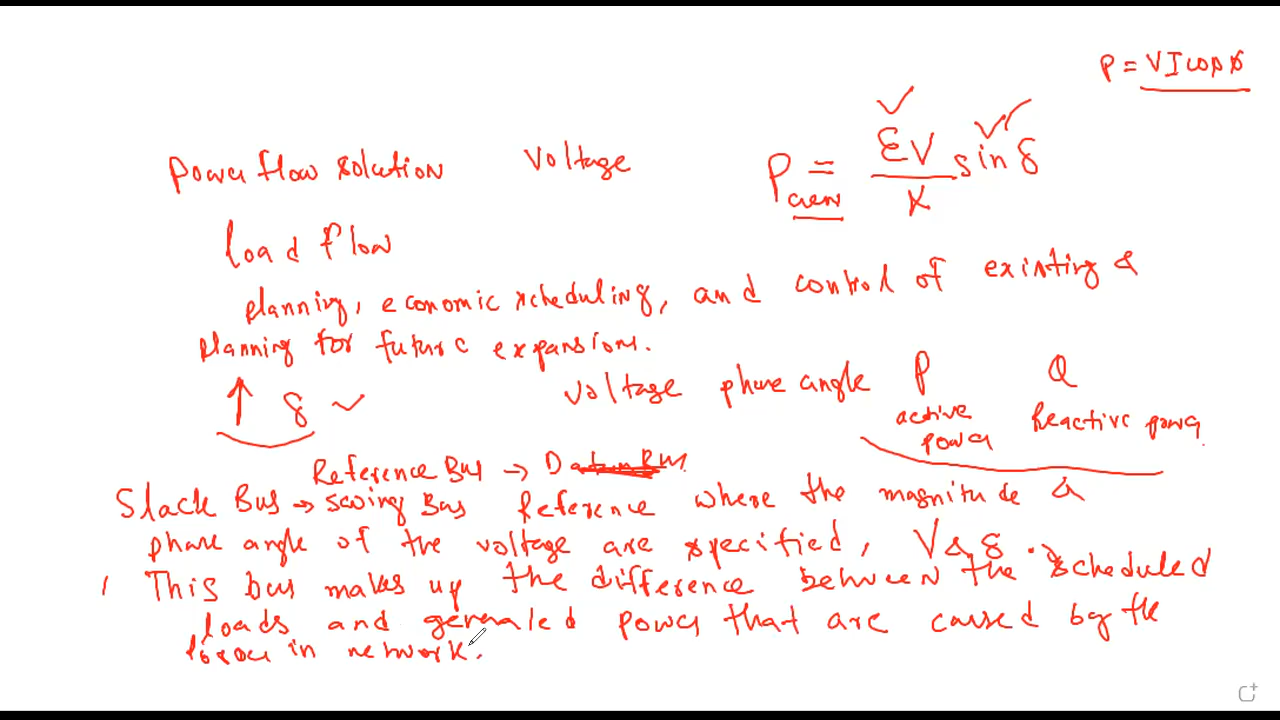 P = VI cos φ
Power flow solution Voltage
P gen = EV/X sin δ
load flow
planning, economic scheduling, and control of existing &
planning for future expansion.
↑ δ ✓
Voltage phase angle P Q
active power Reactive power
Reference Bus → Datum Bus
Slack Bus → swing Bus Reference where the magnitude &
phase angle of the voltage are specified, V & δ.
This bus makes up the difference between the scheduled
loads and generated power that are caused by the
losses in network.